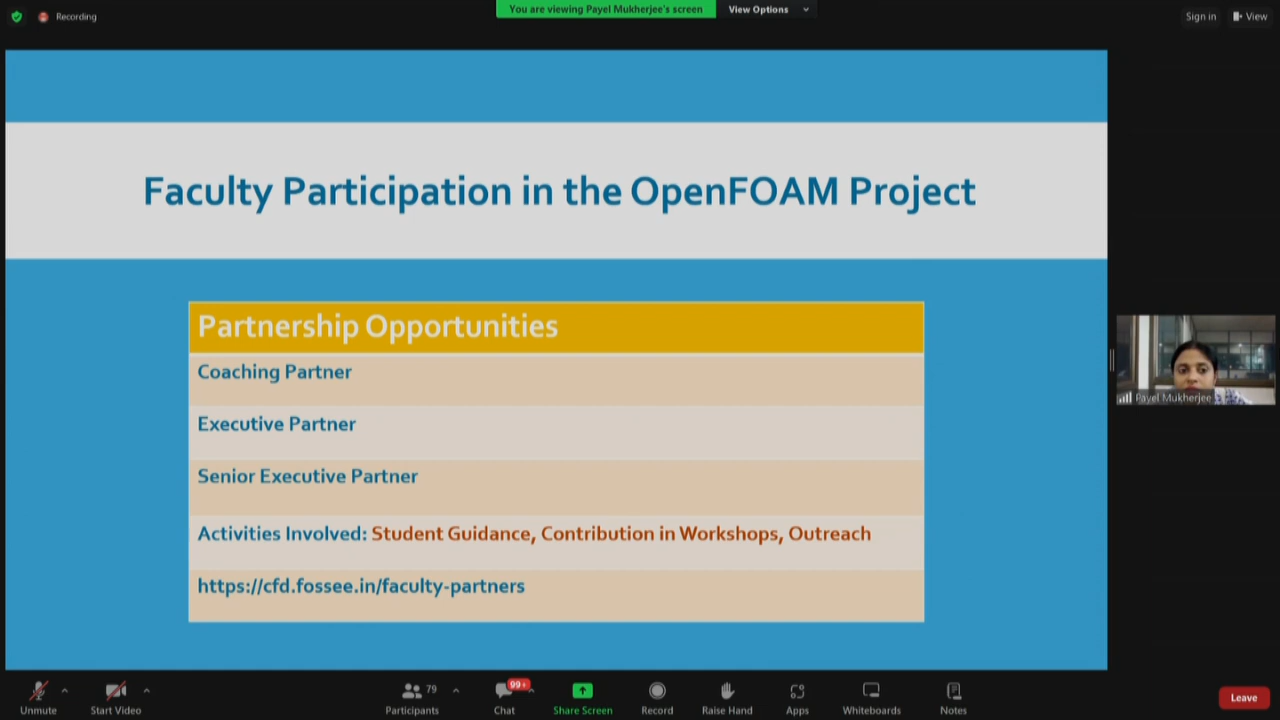 Recording
You are viewing Payel Mukherjee's screen
View Options
Sign in
View
Faculty Participation in the OpenFOAM Project
Partnership Opportunities
Coaching Partner
Executive Partner
Senior Executive Partner
Activities Involved: Student Guidance, Contribution in Workshops, Outreach
https://cfd.fossee.in/faculty-partners
Payel Mukherjee
Unmute
Start Video
79
Participants
99+
Chat
Share Screen
Record
Raise Hand
Apps
Whiteboards
Notes
Leave